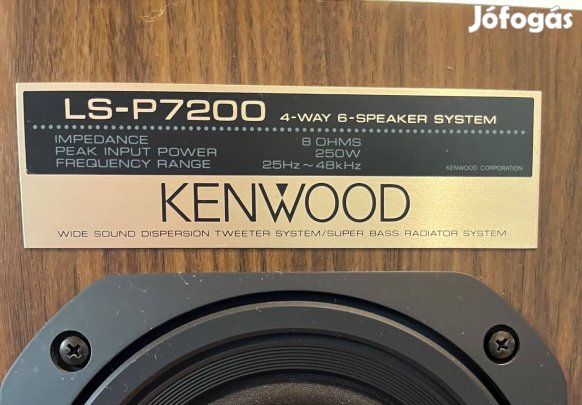 Jófogás
LS-P7200 4-WAY 6-SPEAKER SYSTEM
IMPEDANCE 8 OHMS
PEAK INPUT POWER 250W
FREQUENCY RANGE 25Hz~48kHz
KENWOOD CORPORATION
KENWOOD
WIDE SOUND DISPERSION TWEETER SYSTEM/SUPER BASS RADIATOR SYSTEM